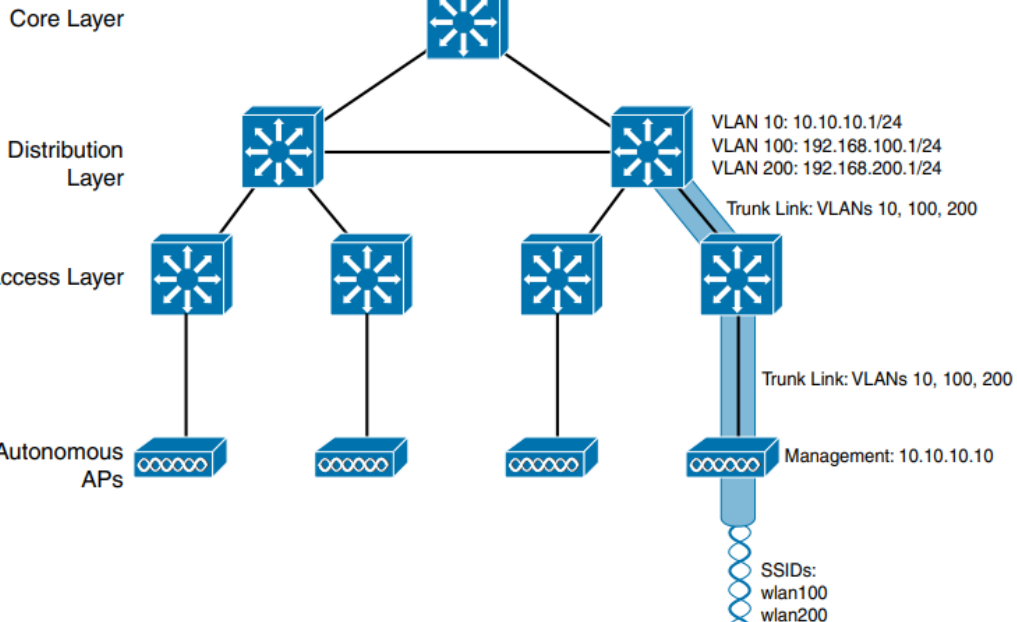 Core Layer
VLAN 10: 10.10.10.1/24
Distribution
Layer
VLAN 100: 192.168.100.1/24
VLAN 200: 192.168.200.1/24
Trunk Link: VLANs 10, 100, 200
ccess Layer
Trunk Link: VLANs 10, 100, 200
Autonomous
APs
Management: 10.10.10.10
SSIDs:
wlan100
wlan200